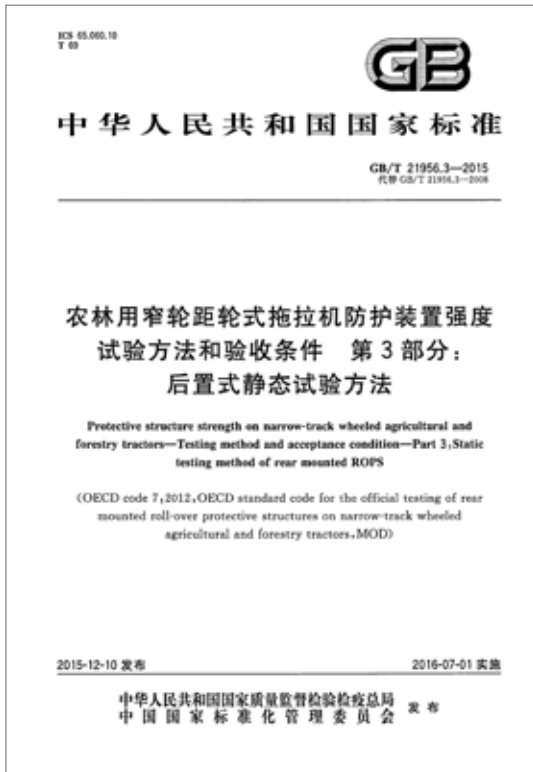 ICS 65.060.10
T 69
GB
中华人民共和国国家标准
GB/T 21956.3—2015
代替 GB/T 21956.3—2008
农林用窄轮距轮式拖拉机防护装置强度
试验方法和验收条件 第3部分:
后置式静态试验方法
Protective structure strength on narrow-track wheeled agricultural and
forestry tractors—Testing method and acceptance condition—Part 3:Static
testing method of rear mounted ROPS
(OECD code 7:2012,OECD standard code for the official testing of rear
mounted roll-over protective structures on narrow-track wheeled
agricultural and forestry tractors,MOD)
2015-12-10 发布
2016-07-01 实施
中华人民共和国国家质量监督检验检疫总局
中国国家标准化管理委员会
发布